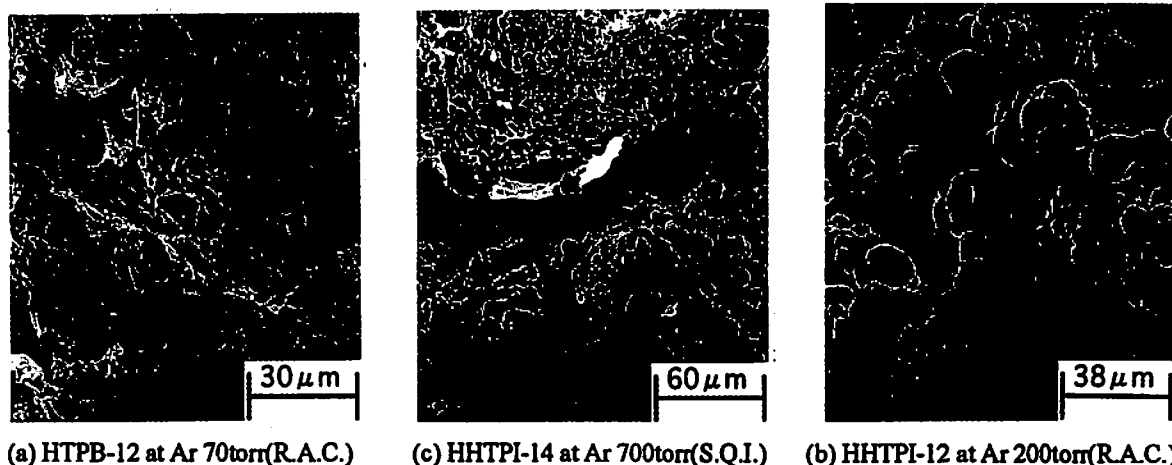 30μm
60μm
38μm
(a) HTPB-12 at Ar 70torr(R.A.C.)
(c) HHTPI-14 at Ar 700torr(S.Q.I.)
(b) HHTPI-12 at Ar 200torr(R.A.C.)